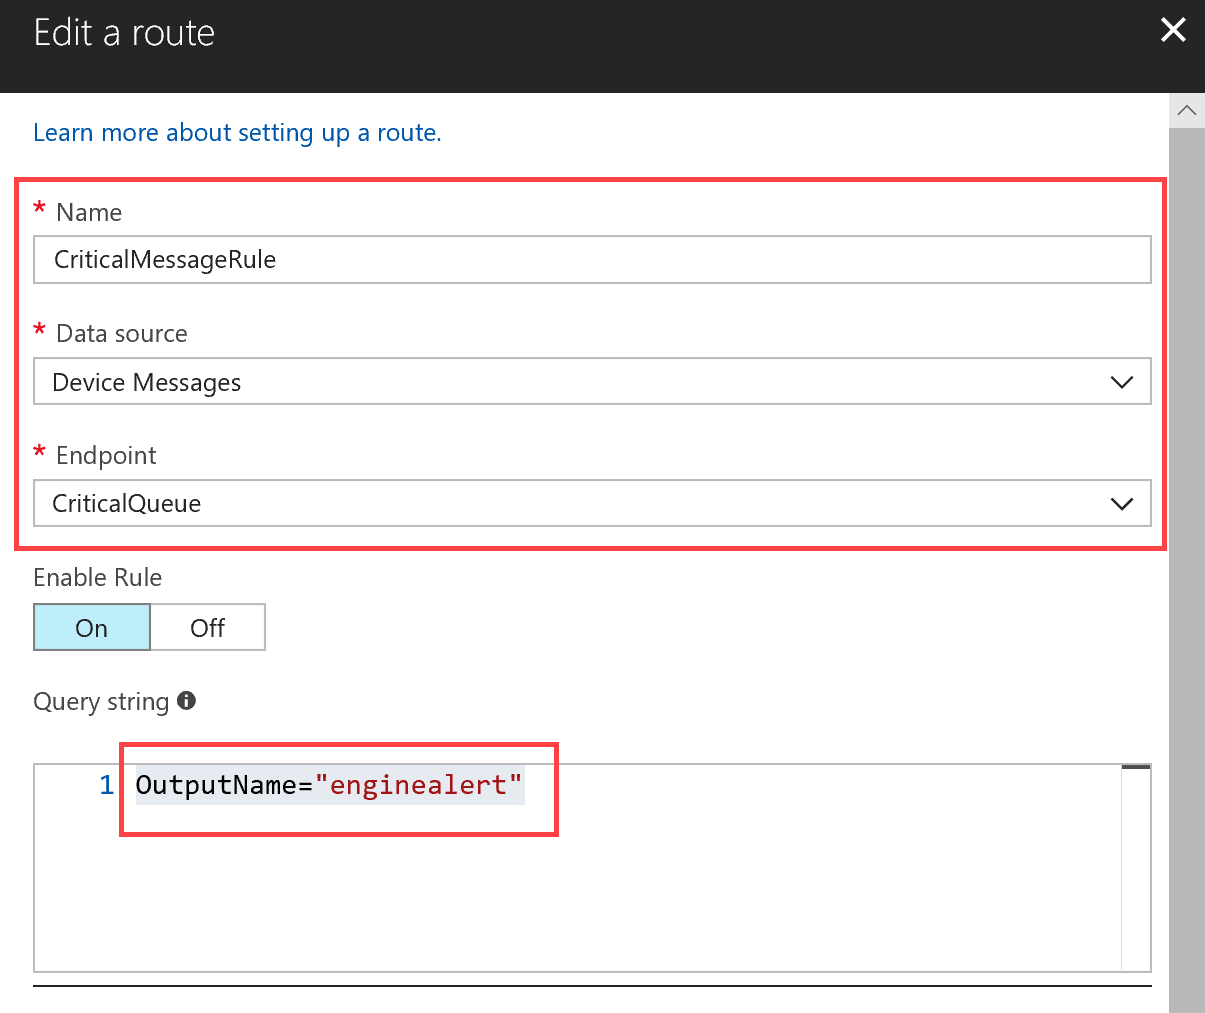 Edit a route
Learn more about setting up a route.
* Name
CriticalMessageRule
* Data source
Device Messages
* Endpoint
CriticalQueue
Enable Rule
On Off
Query string
1 OutputName="enginealert"